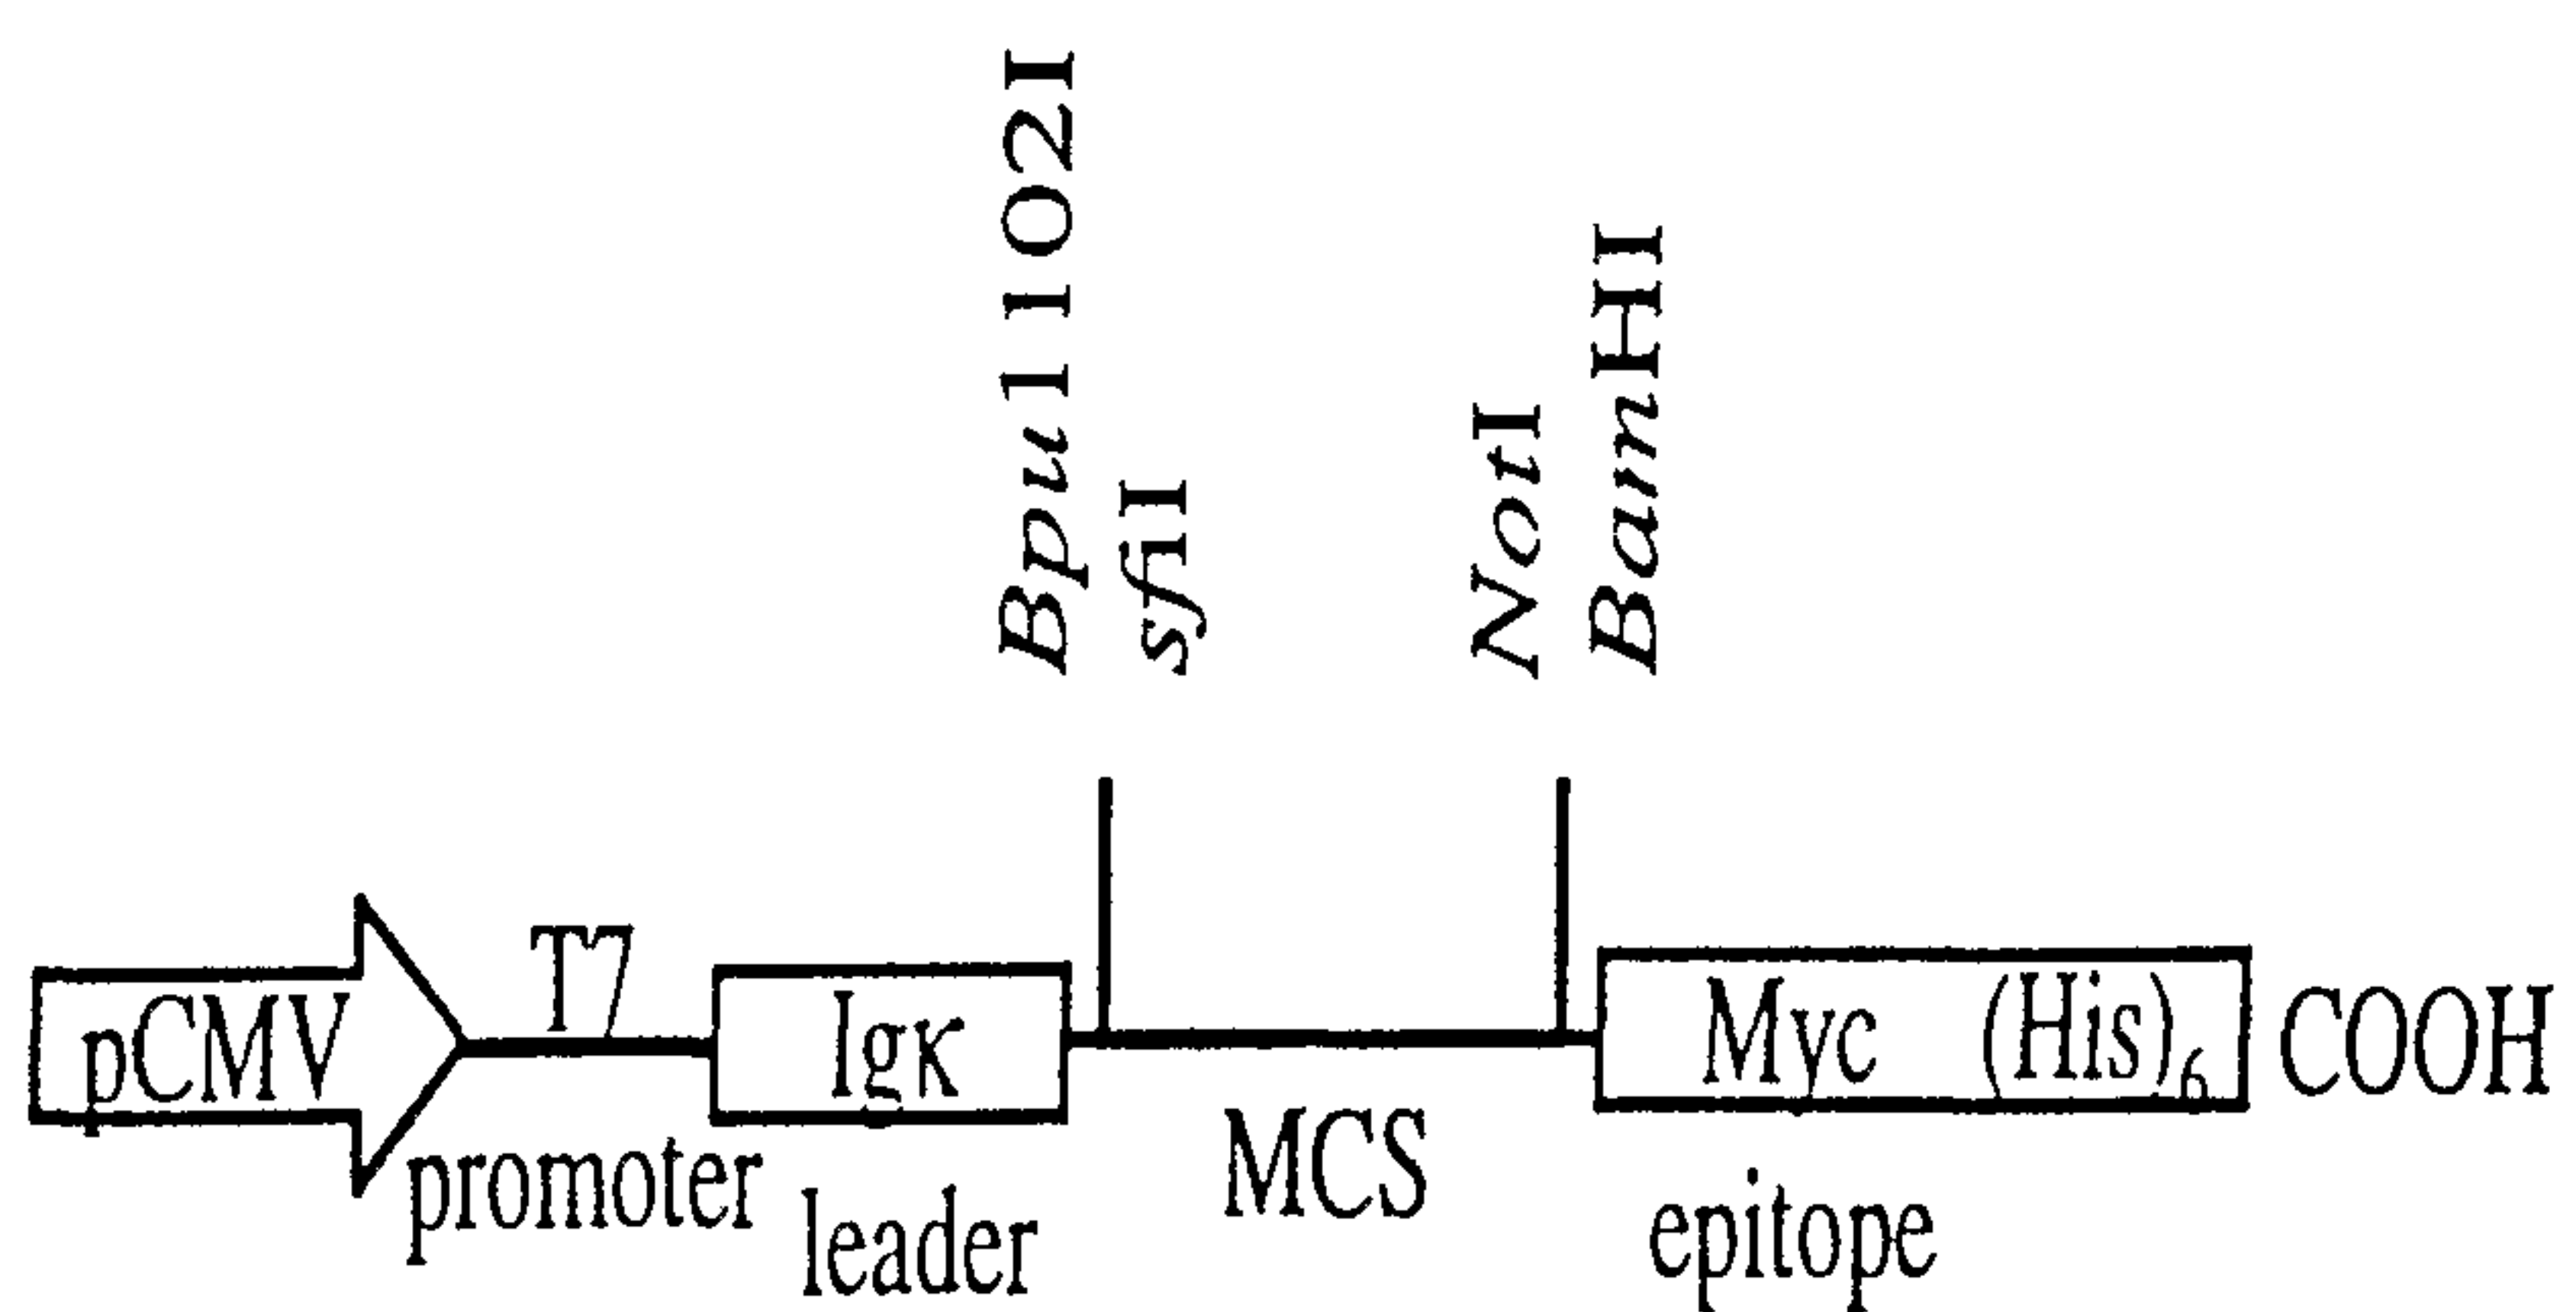 Bpu1102I
sfiI
NotI
BamHI
pCMV
T7
promoter
Igκ
leader
MCS
Myc (His)6
epitope
COOH